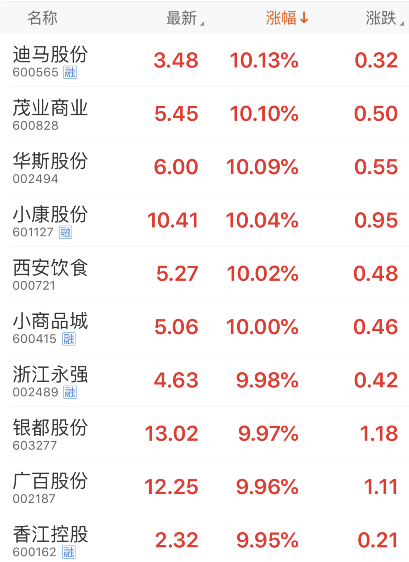 名称 最新 涨幅↓ 涨跌
迪马股份 3.48 10.13% 0.32
600565 融
茂业商业 5.45 10.10% 0.50
600828
华斯股份 6.00 10.09% 0.55
002494
小康股份 10.41 10.04% 0.95
601127 融
西安饮食 5.27 10.02% 0.48
000721
小商品城 5.06 10.00% 0.46
600415 融
浙江永强 4.63 9.98% 0.42
002489 融
银都股份 13.02 9.97% 1.18
603277
广百股份 12.25 9.96% 1.11
002187
香江控股 2.32 9.95% 0.21
600162 融